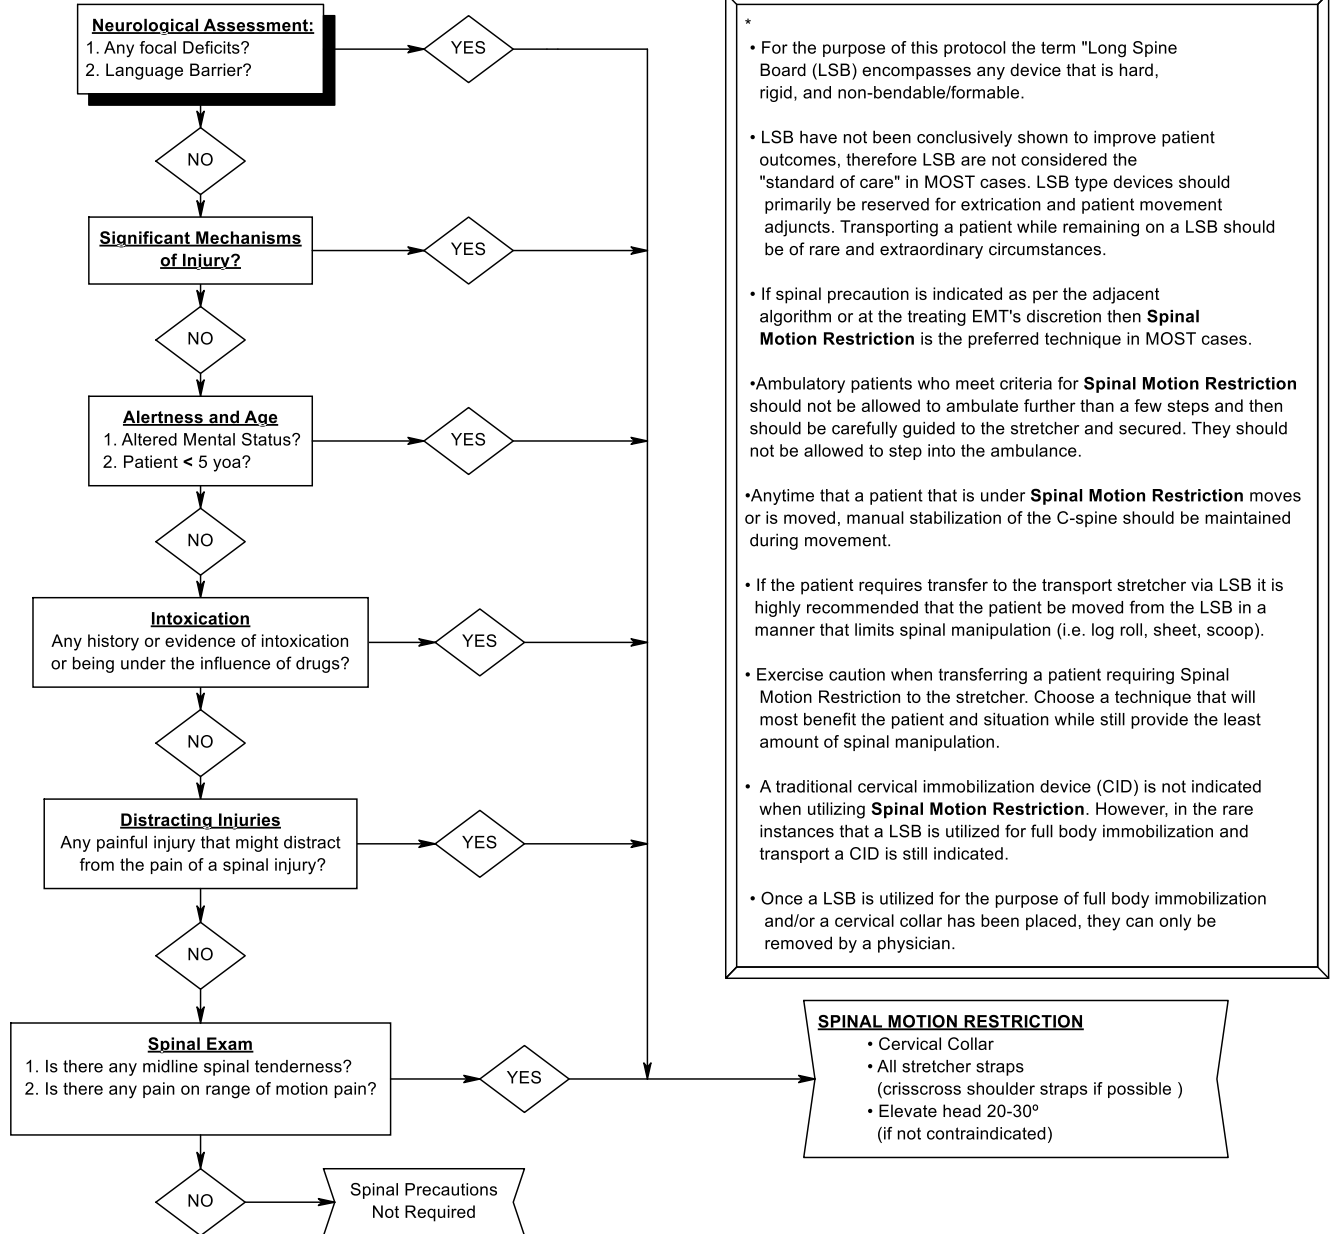 Neurological Assessment:
1. Any focal Deficits?
2. Language Barrier?
YES
NO
Significant Mechanisms
of Injury?
YES
NO
Alertness and Age
1. Altered Mental Status?
2. Patient < 5 yoa?
YES
NO
Intoxication
Any history or evidence of intoxication
or being under the influence of drugs?
YES
NO
Distracting Injuries
Any painful injury that might distract
from the pain of a spinal injury?
YES
NO
Spinal Exam
1. Is there any midline spinal tenderness?
2. Is there any pain on range of motion pain?
YES
NO
Spinal Precautions
Not Required
*
• For the purpose of this protocol the term "Long Spine
Board (LSB) encompasses any device that is hard,
rigid, and non-bendable/formable.
• LSB have not been conclusively shown to improve patient
outcomes, therefore LSB are not considered the
"standard of care" in MOST cases. LSB type devices should
primarily be reserved for extrication and patient movement
adjuncts. Transporting a patient while remaining on a LSB should
be of rare and extraordinary circumstances.
• If spinal precaution is indicated as per the adjacent
algorithm or at the treating EMT's discretion then Spinal
Motion Restriction is the preferred technique in MOST cases.
•Ambulatory patients who meet criteria for Spinal Motion Restriction
should not be allowed to ambulate further than a few steps and then
should be carefully guided to the stretcher and secured. They should
not be allowed to step into the ambulance.
•Anytime that a patient that is under Spinal Motion Restriction moves
or is moved, manual stabilization of the C-spine should be maintained
during movement.
• If the patient requires transfer to the transport stretcher via LSB it is
highly recommended that the patient be moved from the LSB in a
manner that limits spinal manipulation (i.e. log roll, sheet, scoop).
• Exercise caution when transferring a patient requiring Spinal
Motion Restriction to the stretcher. Choose a technique that will
most benefit the patient and situation while still provide the least
amount of spinal manipulation.
• A traditional cervical immobilization device (CID) is not indicated
when utilizing Spinal Motion Restriction. However, in the rare
instances that a LSB is utilized for full body immobilization and
transport a CID is still indicated.
• Once a LSB is utilized for the purpose of full body immobilization
and/or a cervical collar has been placed, they can only be
removed by a physician.
SPINAL MOTION RESTRICTION
• Cervical Collar
• All stretcher straps
(crisscross shoulder straps if possible )
• Elevate head 20-30º
(if not contraindicated)